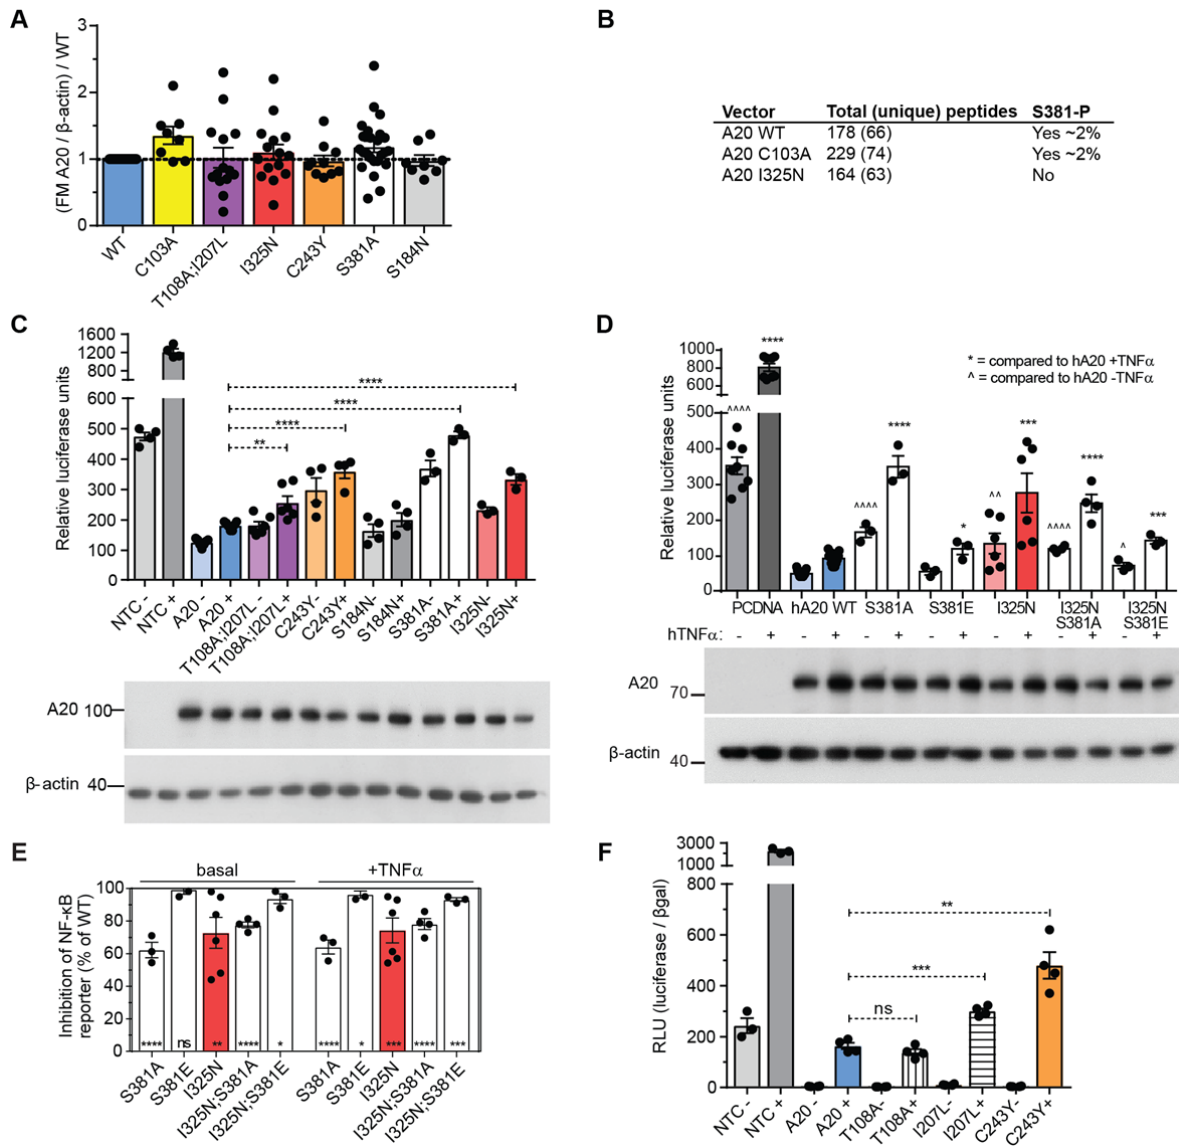 A
(FM A20 / β-actin) / WT
3
2
1
0
WT
C103A
T108A;I207L
I325N
C243Y
S381A
S184N
B
Vector Total (unique) peptides S381-P
A20 WT 178 (66) Yes ~2%
A20 C103A 229 (74) Yes ~2%
A20 I325N 164 (63) No
C
Relative luciferase units
1600
1200
800
600
500
400
300
200
100
0
****
****
****
**
NTC -
NTC +
A20 -
A20 +
T108A;I207L -
T108A;I207L+
C243Y-
C243Y+
S184N-
S184N+
S381A-
S381A+
I325N-
I325N+
A20 100
β-actin 40
D
Relative luciferase units
1000
800
600
500
400
300
200
100
0
* = compared to hA20 +TNFα
^ = compared to hA20 -TNFα
^^^^ **** ^^^^ **** * ^^ *** ^^^^ **** ^ ***
PCDNA hA20 WT S381A S381E I325N I325N I325N
S381A S381E
hTNFα: - + - + - + - + - + - + - +
A20
70
β-actin
40
E
basal +TNFα
Inhibition of NF-κB
reporter (% of WT)
100
80
60
40
20
0
**** ns ** **** * **** * *** **** ***
S381A
S381E
I325N
I325N;S381A
I325N;S381E
S381A
S381E
I325N
I325N;S381A
I325N;S381E
F
RLU (luciferase / βgal)
3000
1000
800
600
400
200
0
**
***
ns
NTC -
NTC +
A20 -
A20 +
T108A-
T108A+
I207L-
I207L+
C243Y-
C243Y+